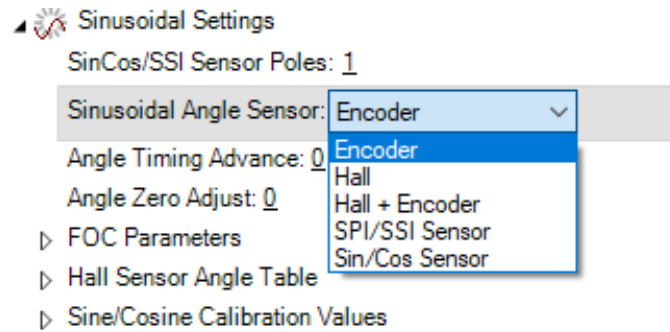 Sinusoidal Settings
SinCos/SSI Sensor Poles: 1
Sinusoidal Angle Sensor: Encoder
Angle Timing Advance: 0
Encoder
Hall
Angle Zero Adjust: 0
Hall + Encoder
FOC Parameters
SPI/SSI Sensor
Sin/Cos Sensor
Hall Sensor Angle Table
Sine/Cosine Calibration Values